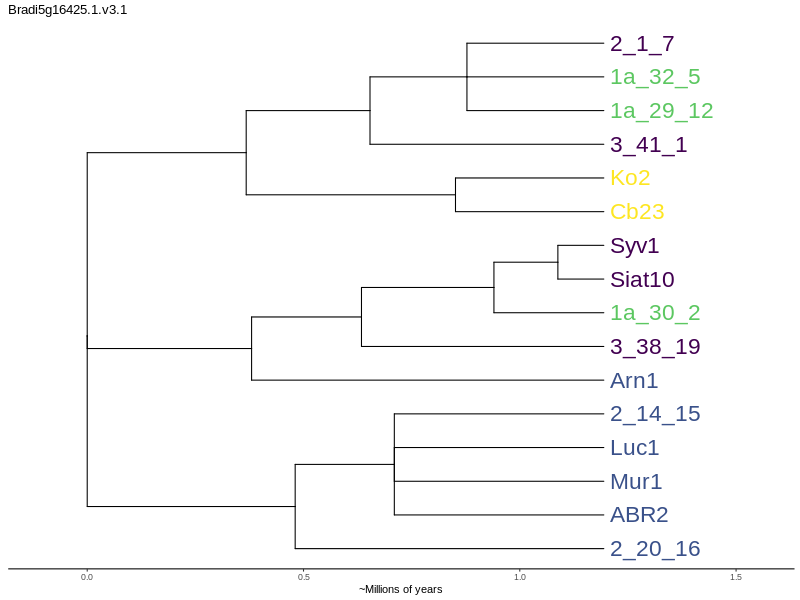 Bradi5g16425.1.v3.1
2_1_7
1a_32_5
1a_29_12
3_41_1
Ko2
Cb23
Syv1
Siat10
1a_30_2
3_38_19
Arn1
2_14_15
Luc1
Mur1
ABR2
2_20_16
0.0 0.5 1.0 1.5
~Millions of years